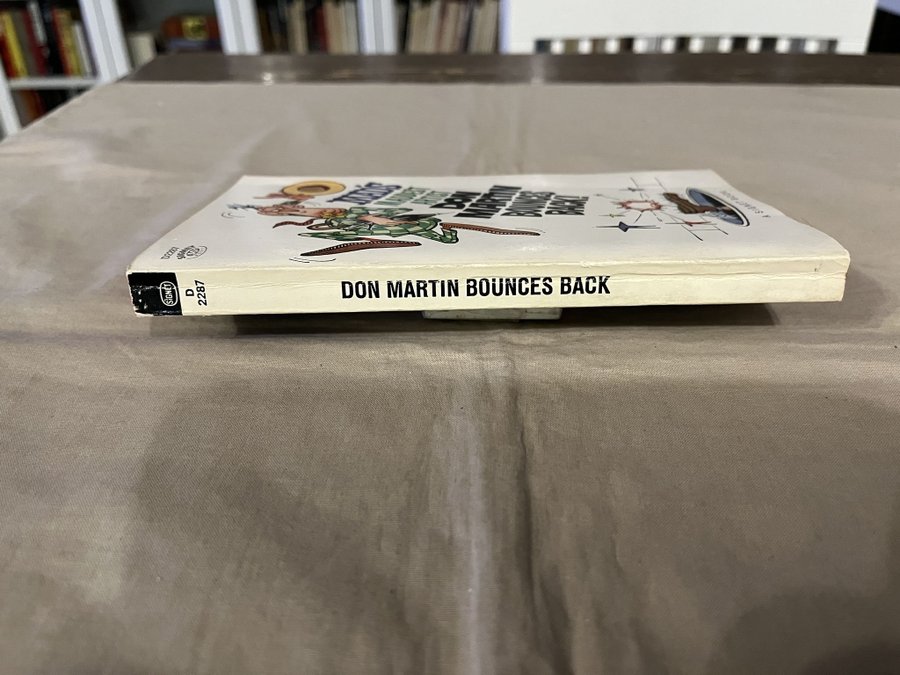 MAD'S
DON
MARTIN
BOUNCES
BACK!
SIGNET
D
2287
DON MARTIN BOUNCES BACK